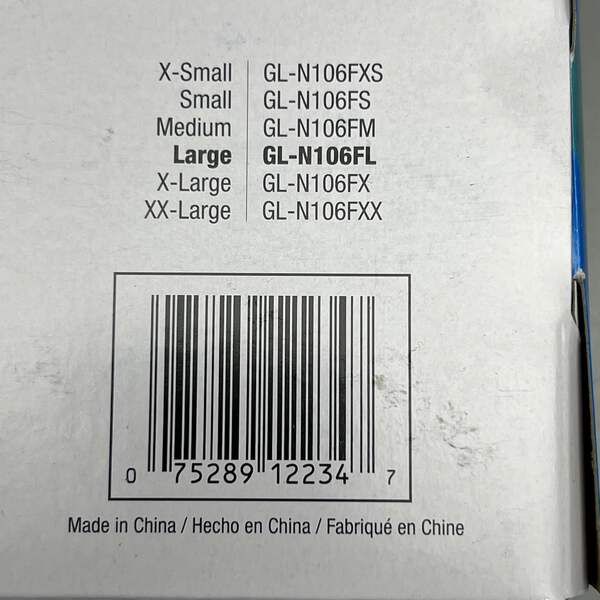 X-Small GL-N106FXS
Small GL-N106FS
Medium GL-N106FM
Large GL-N106FL
X-Large GL-N106FX
XX-Large GL-N106FXX
0 75289 12234 7
Made in China / Hecho en China / Fabriqué en Chine